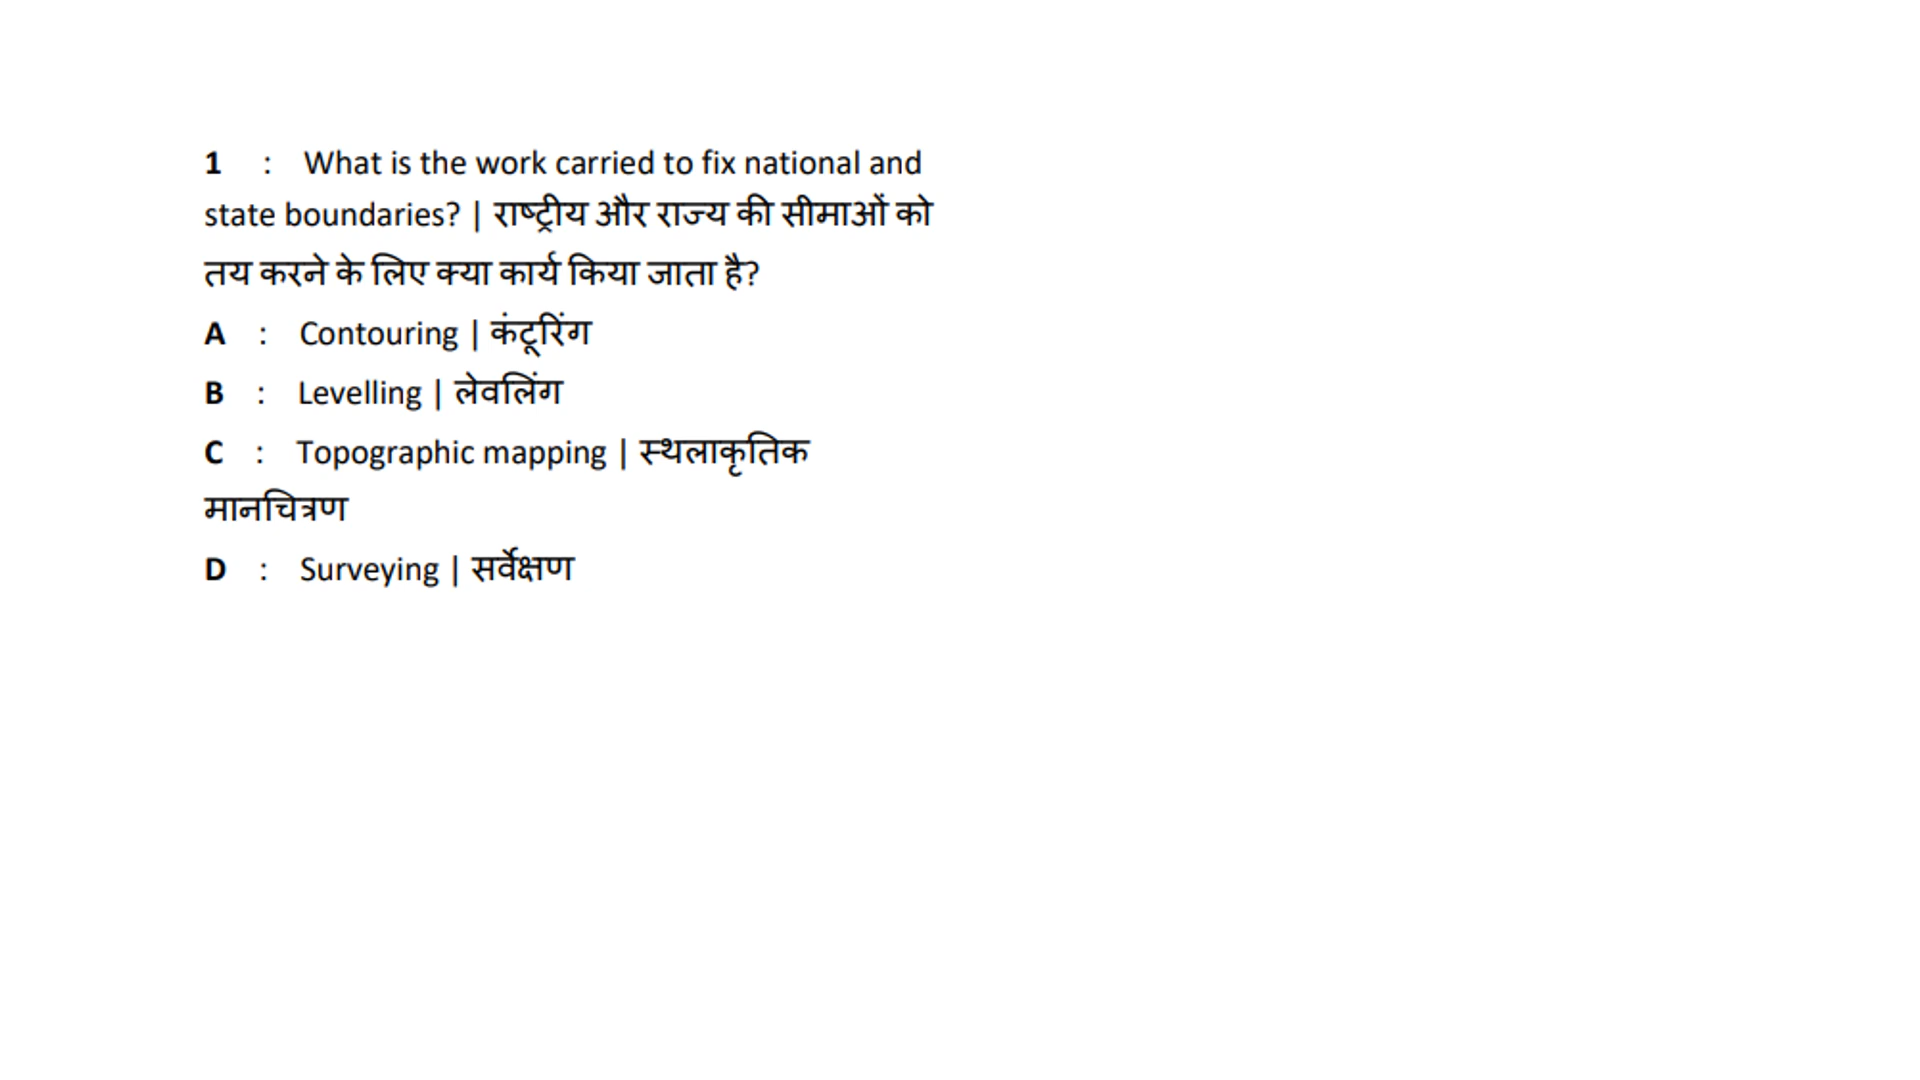 1 : What is the work carried to fix national and
state boundaries? | राष्ट्रीय और राज्य की सीमाओं को
तय करने के लिए क्या कार्य किया जाता है?
A : Contouring | कंटूरिंग
B : Levelling | लेवलिंग
C : Topographic mapping | स्थलाकृतिक
मानचित्रण
D : Surveying | सर्वेक्षण